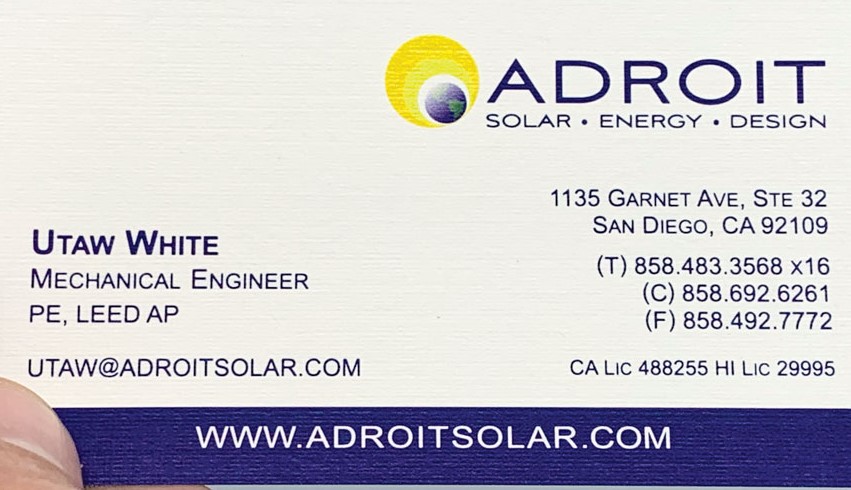 ADROIT
SOLAR • ENERGY • DESIGN
1135 GARNET AVE, STE 32
SAN DIEGO, CA 92109
UTAW WHITE
MECHANICAL ENGINEER
PE, LEED AP
(T) 858.483.3568 x16
(C) 858.692.6261
(F) 858.492.7772
UTAW@ADROITSOLAR.COM
CA LIC 488255 HI LIC 29995
WWW.ADROITSOLAR.COM